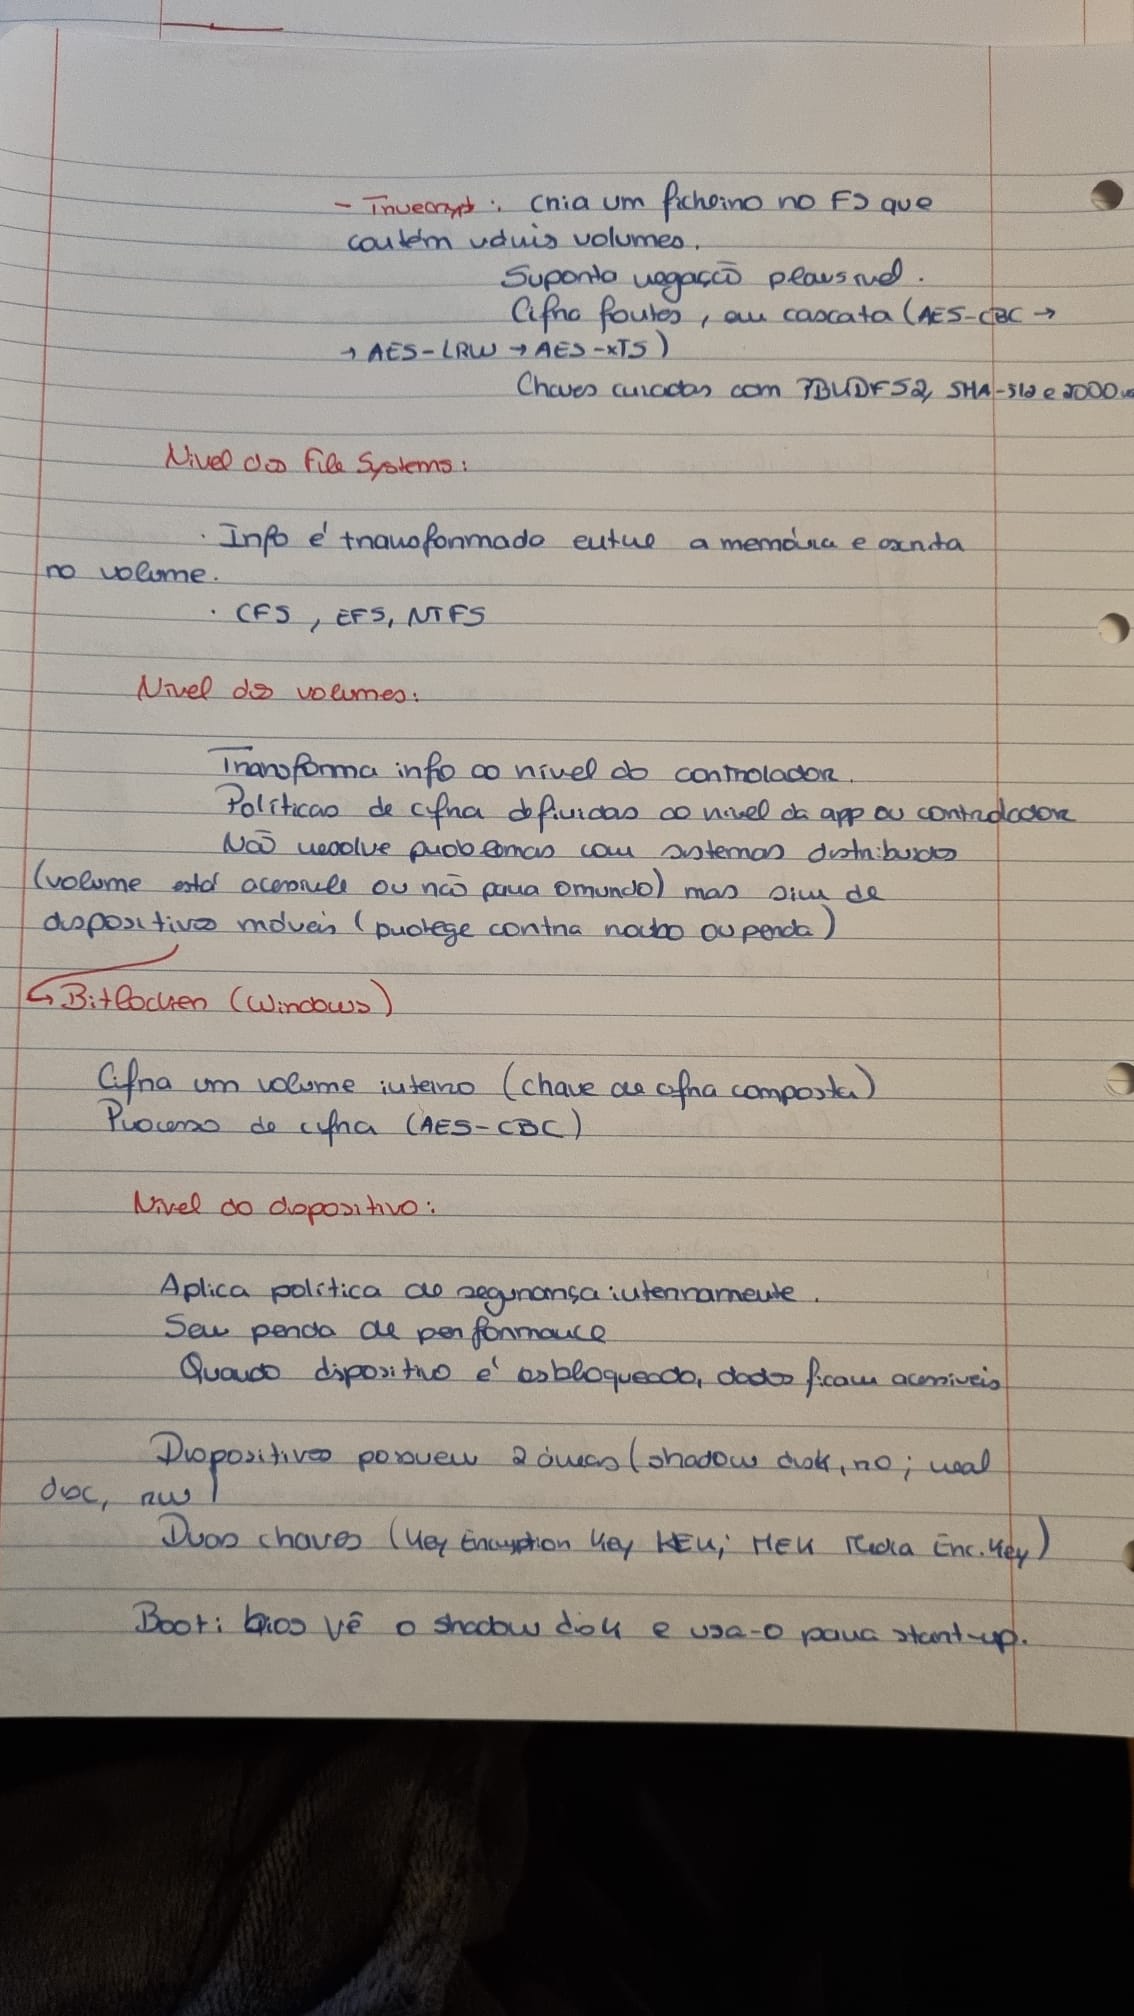 - Truecrypt: cria um ficheiro no FS que
contém vários volumes.
Suporta negação plausível.
Cifra fortes, ou cascata (AES-CBC →
→ AES-LRW → AES-XTS)
Chaves criadas com PBKDFS2, SHA-512 e 2000
Nível dos File Systems:
· Info é transformada entre a memória e escrita
no volume.
· CFS, EFS, NTFS
Nível dos volumes:
Transforma info ao nível do controlador.
Políticas de cifra definidas ao nível da app ou controlador
Não resolve problemas com sistemas distribuidos
(volume está acessível ou não para o mundo) mas sim de
dispositivos móveis (protege contra roubo ou perda)
↳ Bitlocker (Windows)
Cifra um volume inteiro (chave de cifra composta)
Processo de cifra (AES-CBC)
Nível do dispositivo:
Aplica política de segurança internamente.
Sem perda de performance
Quando dispositivo é desbloqueado, dados ficam acessíveis
Dispositivos possuem 2 áreas (shadow disk, ro; real
disc, rw)
Duas chaves (Key Encryption Key KEK; MEK Media Enc. Key)
Boot: bios vê o shadow disk e usa-o para start-up.